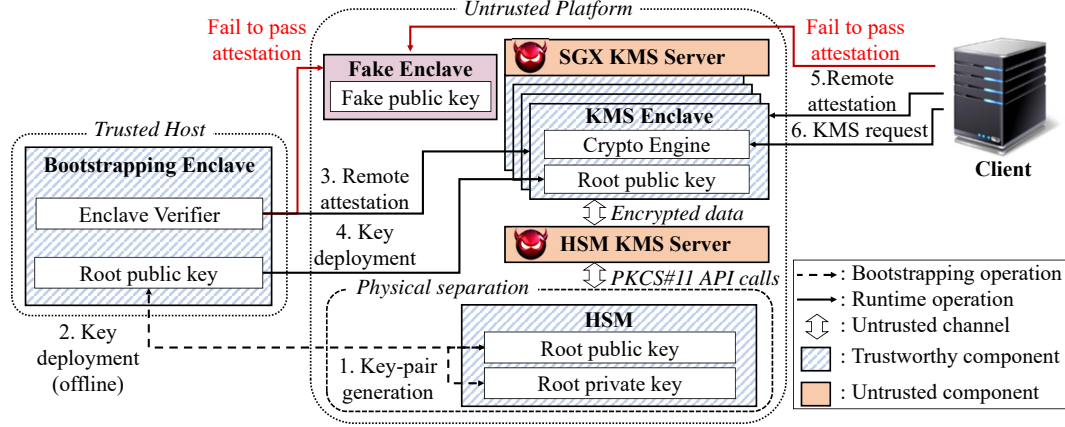 Untrusted Platform
Fail to pass
attestation
Fake Enclave
Fake public key
SGX KMS Server
KMS Enclave
Crypto Engine
Root public key
Fail to pass
attestation
5.Remote
attestation
6. KMS request
Client
Trusted Host
Bootstrapping Enclave
Enclave Verifier
Root public key
3. Remote
attestation
4. Key
deployment
Encrypted data
HSM KMS Server
PKCS#11 API calls
Physical separation
HSM
Root public key
Root private key
2. Key
deployment
(offline)
1. Key-pair
generation
: Bootstrapping operation
: Runtime operation
: Untrusted channel
: Trustworthy component
: Untrusted component